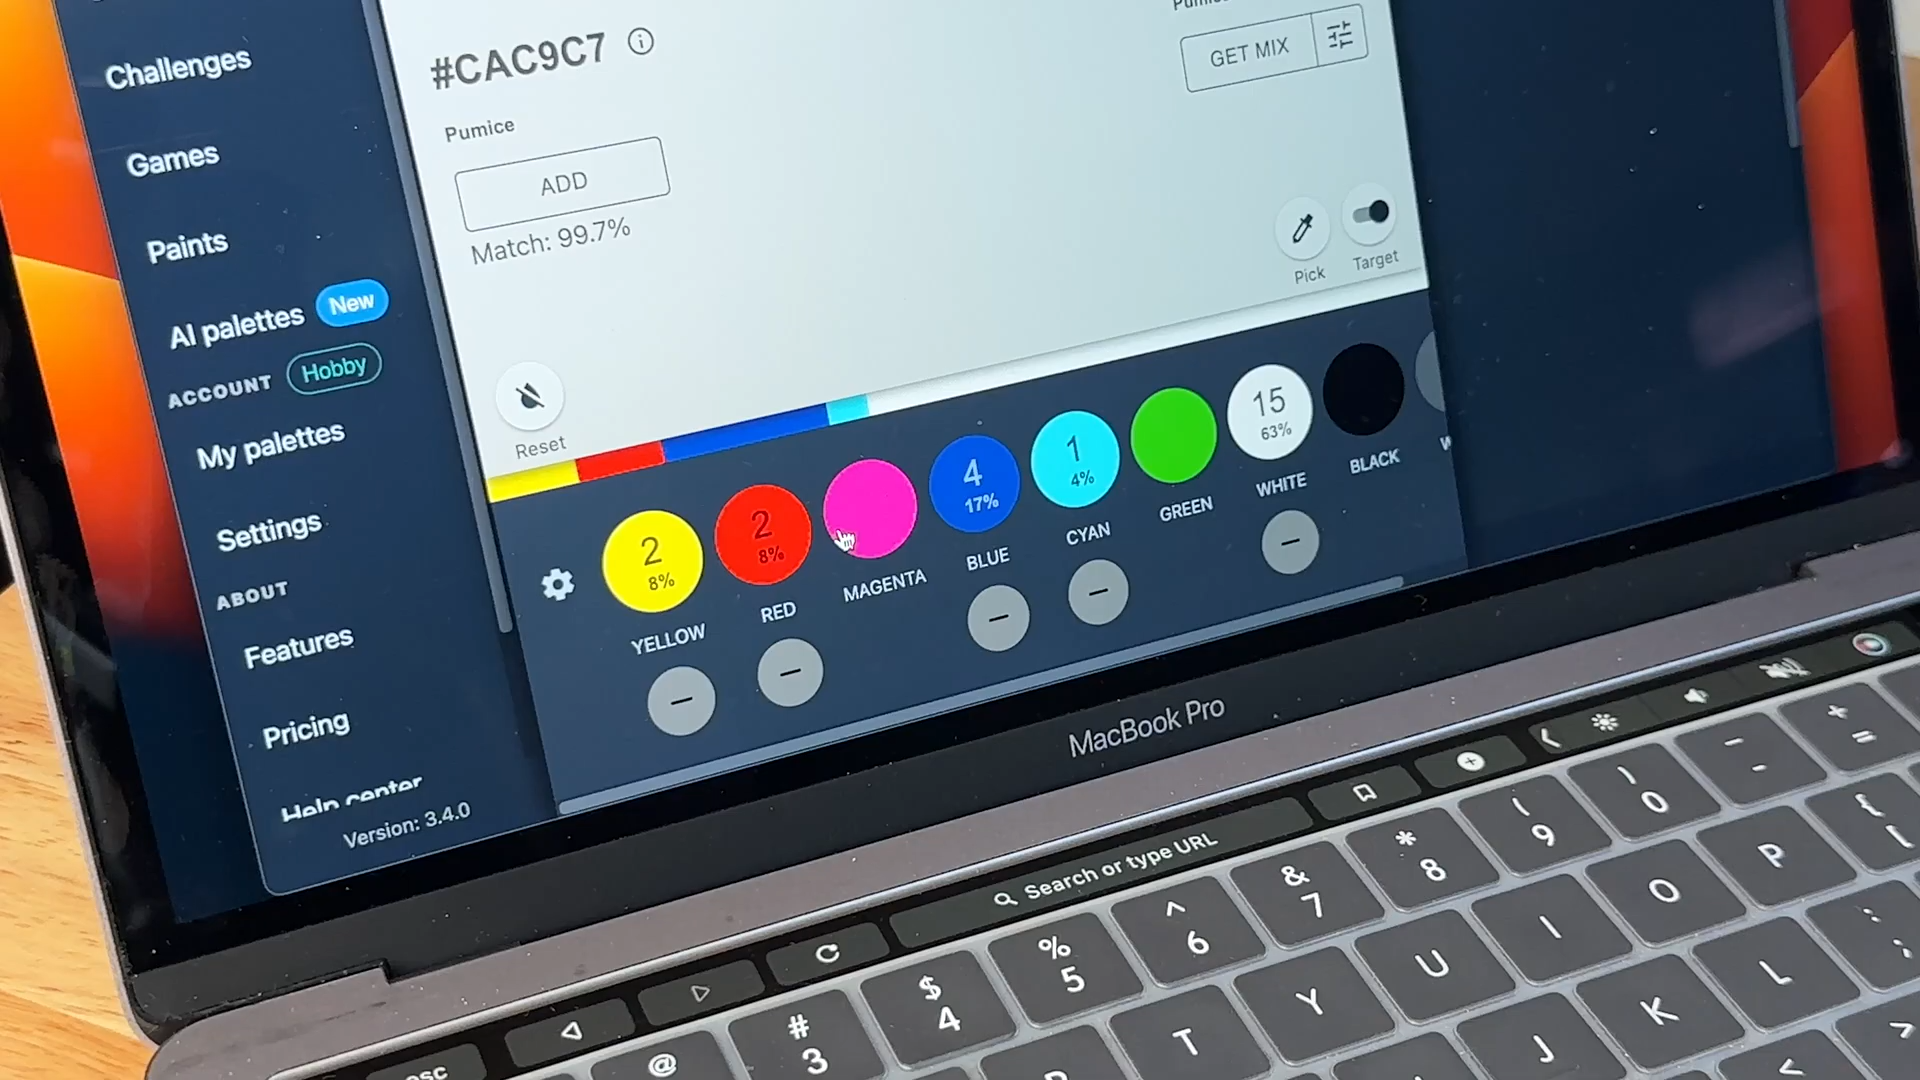 Challenges
Games
Paints
AI palettes New
ACCOUNT Hobby
My palettes
Settings
ABOUT
Features
Pricing
Help center
Version: 3.4.0
#CAC9C7
Pumice
ADD
Match: 99.7%
GET MIX
Pick
Target
Reset
2
8%
YELLOW
2
8%
RED
MAGENTA
4
17%
BLUE
1
4%
CYAN
GREEN
15
63%
WHITE
BLACK
MacBook Pro
Search or type URL
esc
@
#
3
$
4
%
5
^
6
&
7
*
8
(
9
)
0
-
+
=
T
Y
U
I
O
P
J
K
L
<
>